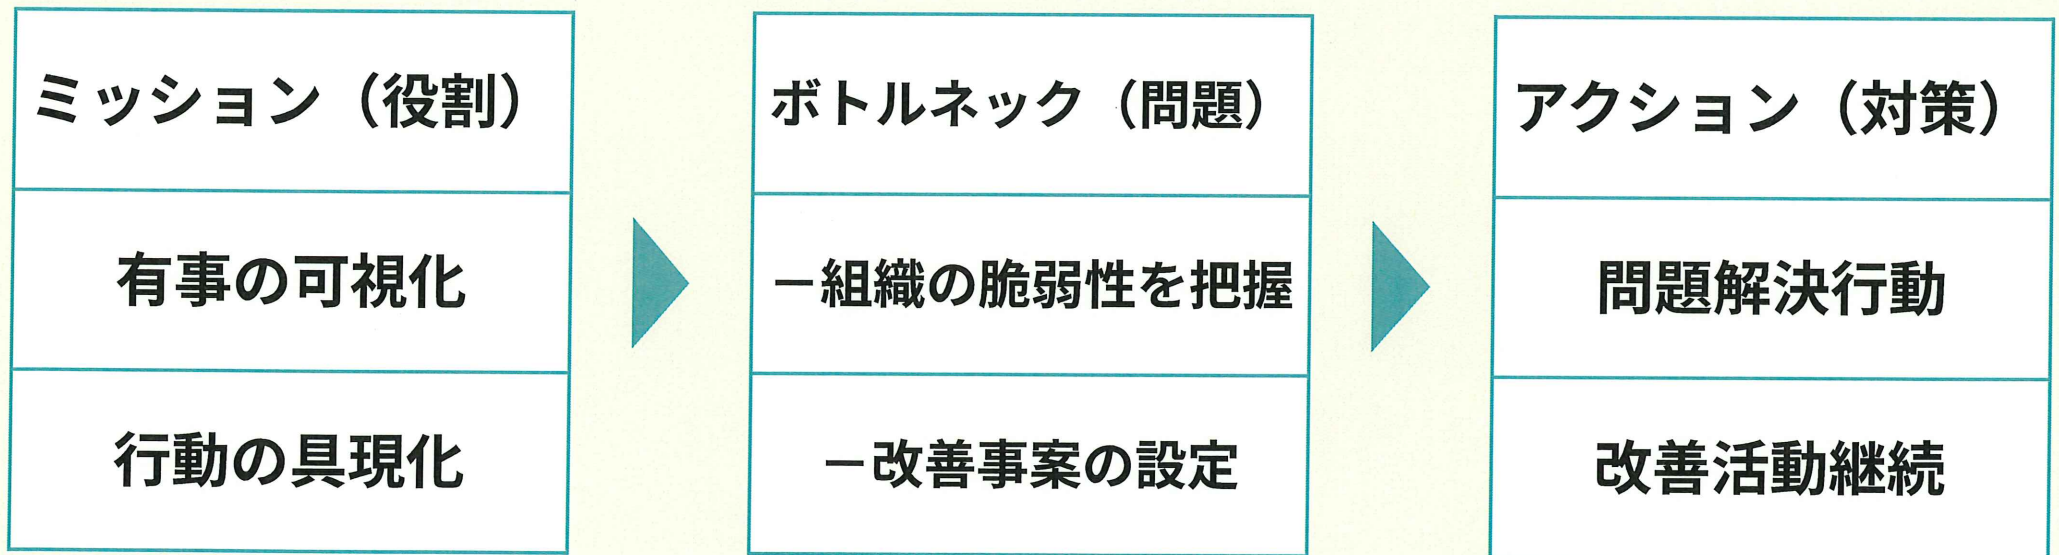 ミッション（役割）
有事の可視化
行動の具現化
ボトルネック（問題）
－組織の脆弱性を把握
－改善事案の設定
アクション（対策）
問題解決行動
改善活動継続